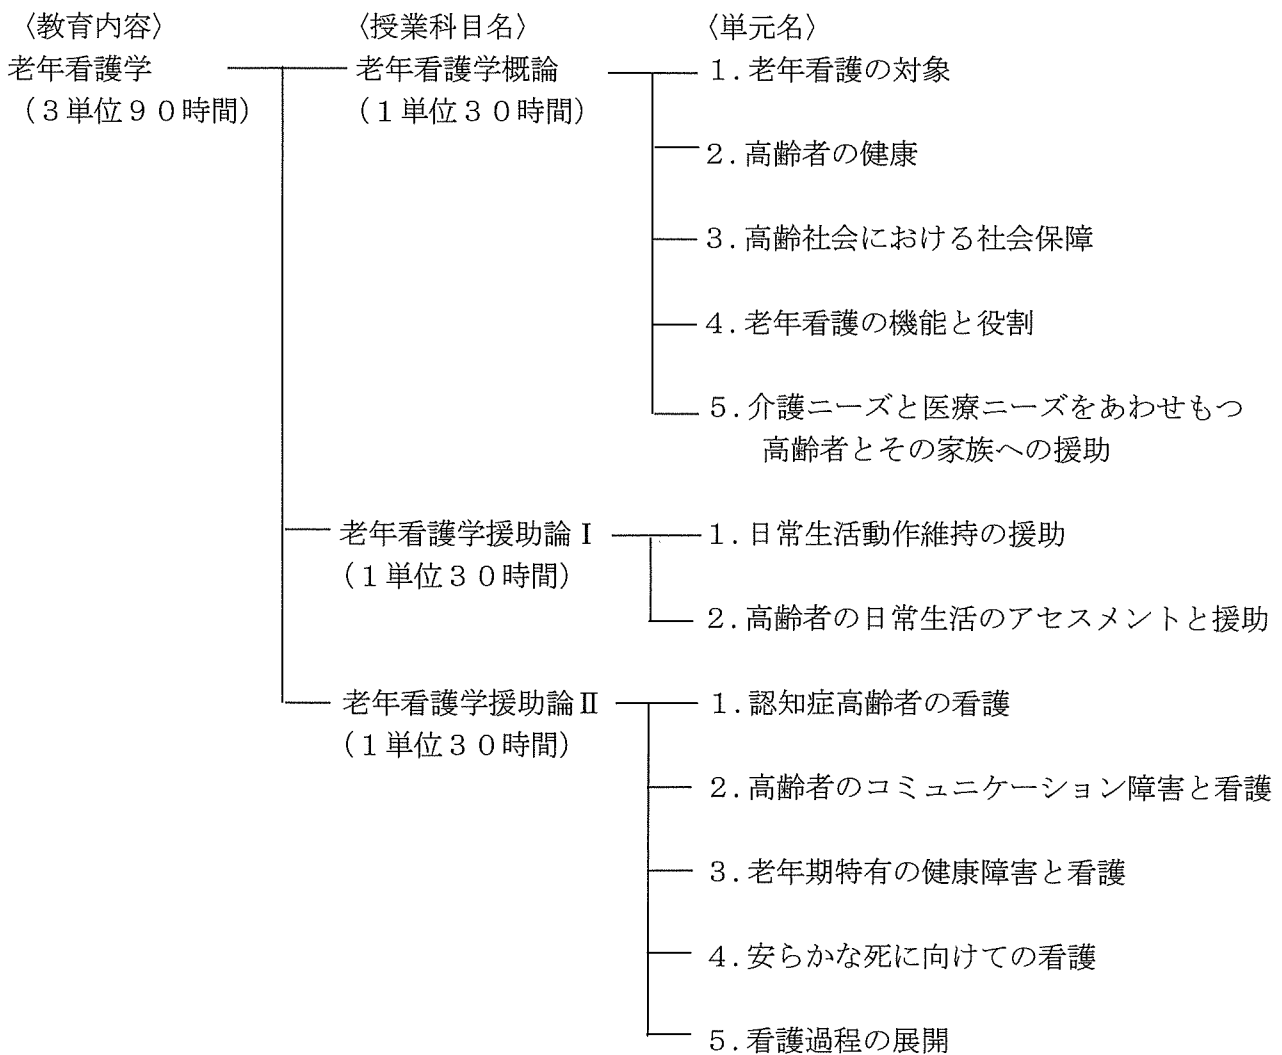 〈教育内容〉 〈授業科目名〉 〈単元名〉
老年看護学 老年看護学概論 1.老年看護の対象
(3単位90時間) (1単位30時間)
2.高齢者の健康
3.高齢社会における社会保障
4.老年看護の機能と役割
5.介護ニーズと医療ニーズをあわせもつ
高齢者とその家族への援助
老年看護学援助論Ⅰ 1.日常生活動作維持の援助
(1単位30時間)
2.高齢者の日常生活のアセスメントと援助
老年看護学援助論Ⅱ 1.認知症高齢者の看護
(1単位30時間)
2.高齢者のコミュニケーション障害と看護
3.老年期特有の健康障害と看護
4.安らかな死に向けての看護
5.看護過程の展開